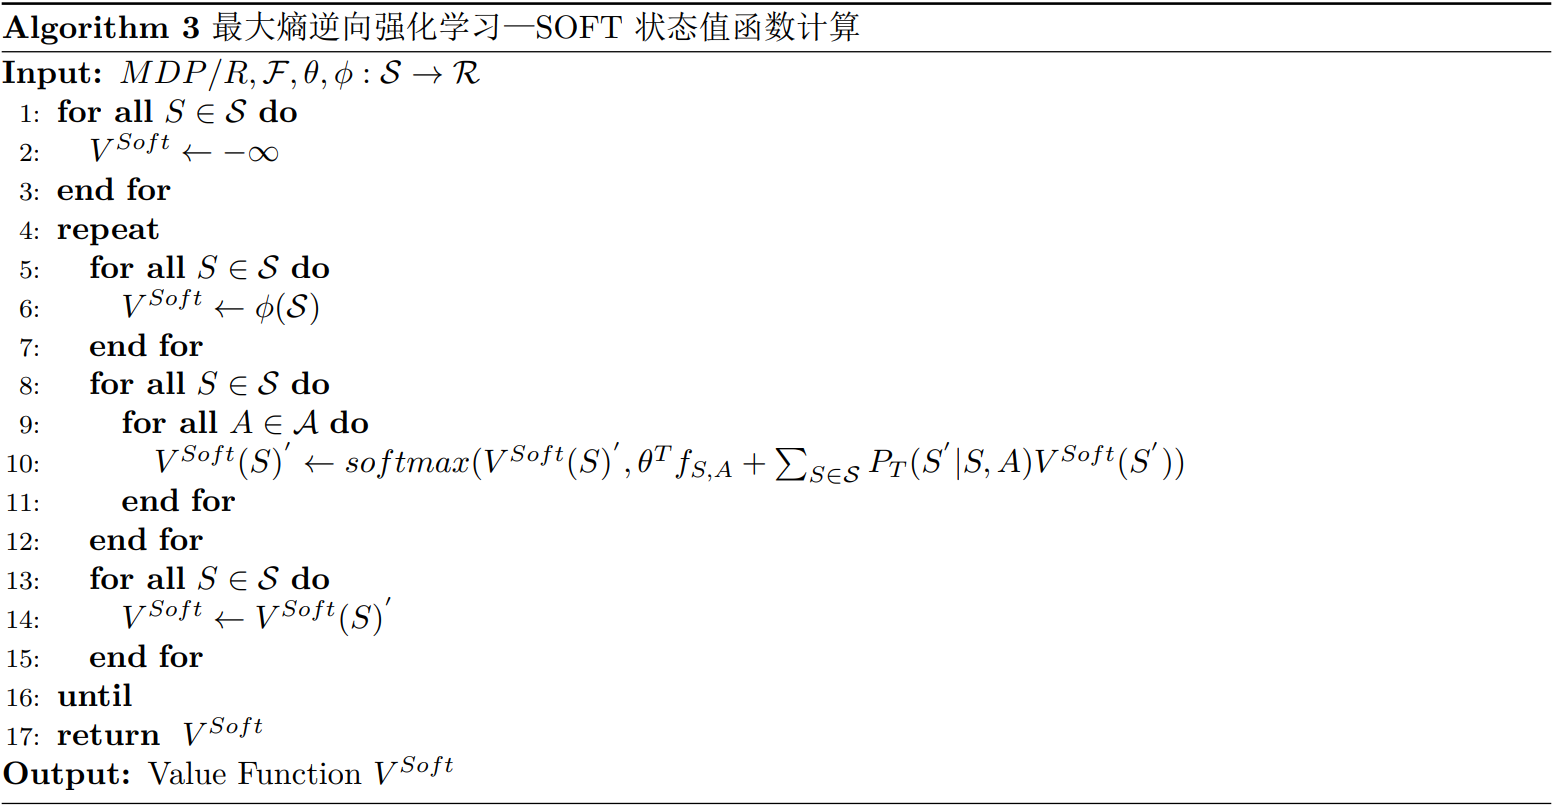 Algorithm 3 最大熵逆向强化学习—SOFT 状态值函数计算
Input: $MDP/R, \mathcal{F}, \theta, \phi : \mathcal{S} \to \mathcal{R}$
1: for all $S \in \mathcal{S}$ do
2: $V^{Soft} \leftarrow -\infty$
3: end for
4: repeat
5: for all $S \in \mathcal{S}$ do
6: $V^{Soft} \leftarrow \phi(\mathcal{S})$
7: end for
8: for all $S \in \mathcal{S}$ do
9: for all $A \in \mathcal{A}$ do
10: $V^{Soft}(S)' \leftarrow softmax(V^{Soft}(S)', \theta^T f_{S,A} + \sum_{S \in \mathcal{S}} P_T(S'|S, A)V^{Soft}(S'))$
11: end for
12: end for
13: for all $S \in \mathcal{S}$ do
14: $V^{Soft} \leftarrow V^{Soft}(S)'$
15: end for
16: until
17: return $V^{Soft}$
Output: Value Function $V^{Soft}$